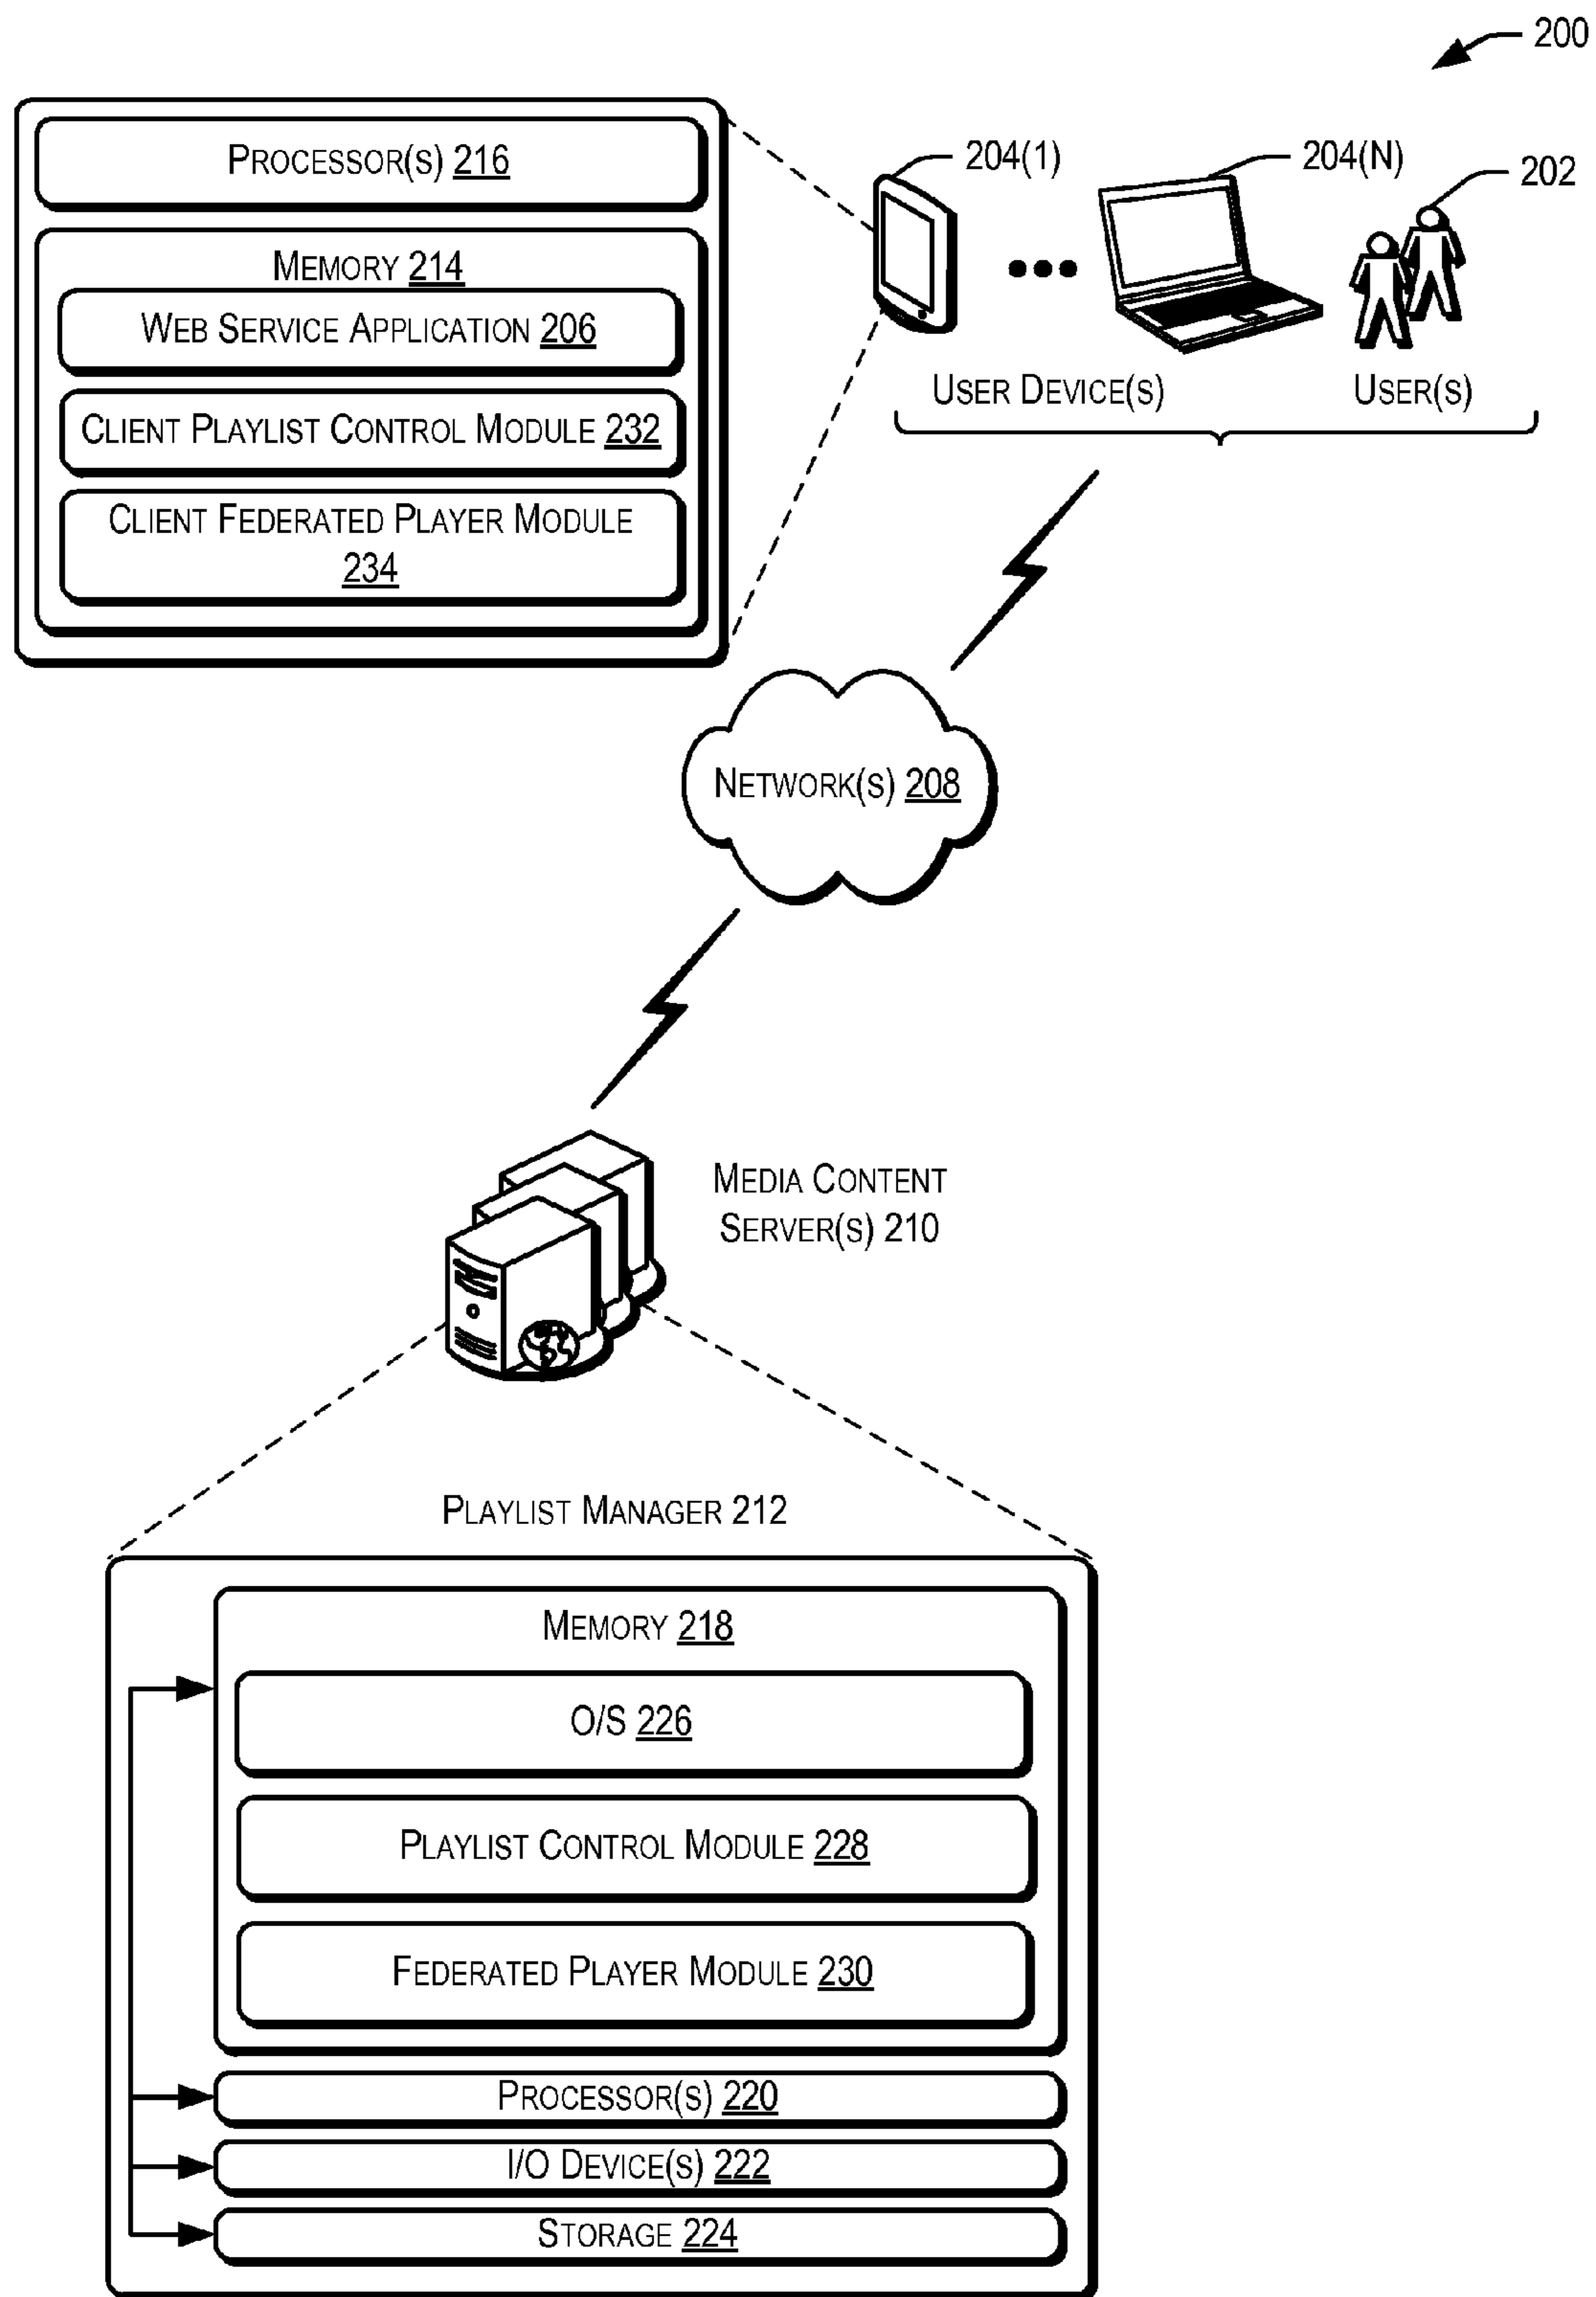 200
PROCESSOR(S) 216
204(1)
204(N)
202
MEMORY 214
WEB SERVICE APPLICATION 206
CLIENT PLAYLIST CONTROL MODULE 232
CLIENT FEDERATED PLAYER MODULE
234
USER DEVICE(S)
USER(S)
NETWORK(S) 208
MEDIA CONTENT
SERVER(S) 210
PLAYLIST MANAGER 212
MEMORY 218
O/S 226
PLAYLIST CONTROL MODULE 228
FEDERATED PLAYER MODULE 230
PROCESSOR(S) 220
I/O DEVICE(S) 222
STORAGE 224